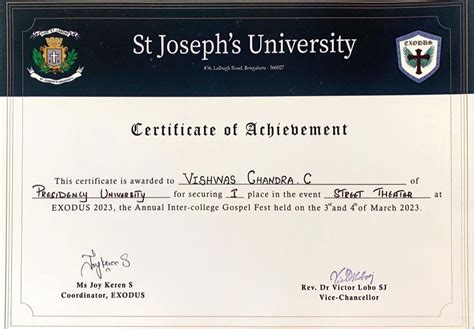 St Joseph's University
#36, Lalbagh Road, Bengaluru - 560027
EXODUS
Certificate of Achievement
This certificate is awarded to VISHWAS CHANDRA. C of
PRESIDENCY UNIVERSITY for securing I place in the event STREET THEATER at
EXODUS 2023, the Annual Inter-college Gospel Fest held on the 3rd and 4th of March 2023.
Joy Keren S
Ms Joy Keren S
Coordinator, EXODUS
Rev. Dr Victor Lobo SJ
Vice-Chancellor